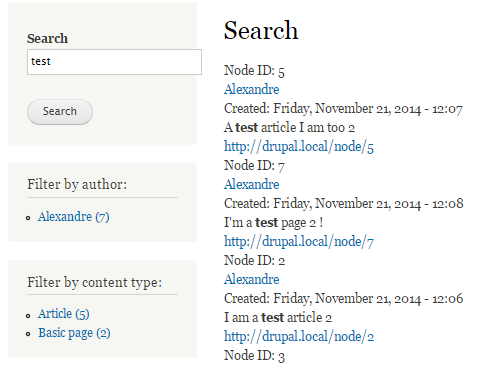 Search
test
Search
Filter by author:
Alexandre (7)
Filter by content type:
Article (5)
Basic page (2)
Search
Node ID: 5
Alexandre
Created: Friday, November 21, 2014 - 12:07
A test article I am too 2
http://drupal.local/node/5
Node ID: 7
Alexandre
Created: Friday, November 21, 2014 - 12:08
I'm a test page 2 !
http://drupal.local/node/7
Node ID: 2
Alexandre
Created: Friday, November 21, 2014 - 12:06
I am a test article 2
http://drupal.local/node/2
Node ID: 3